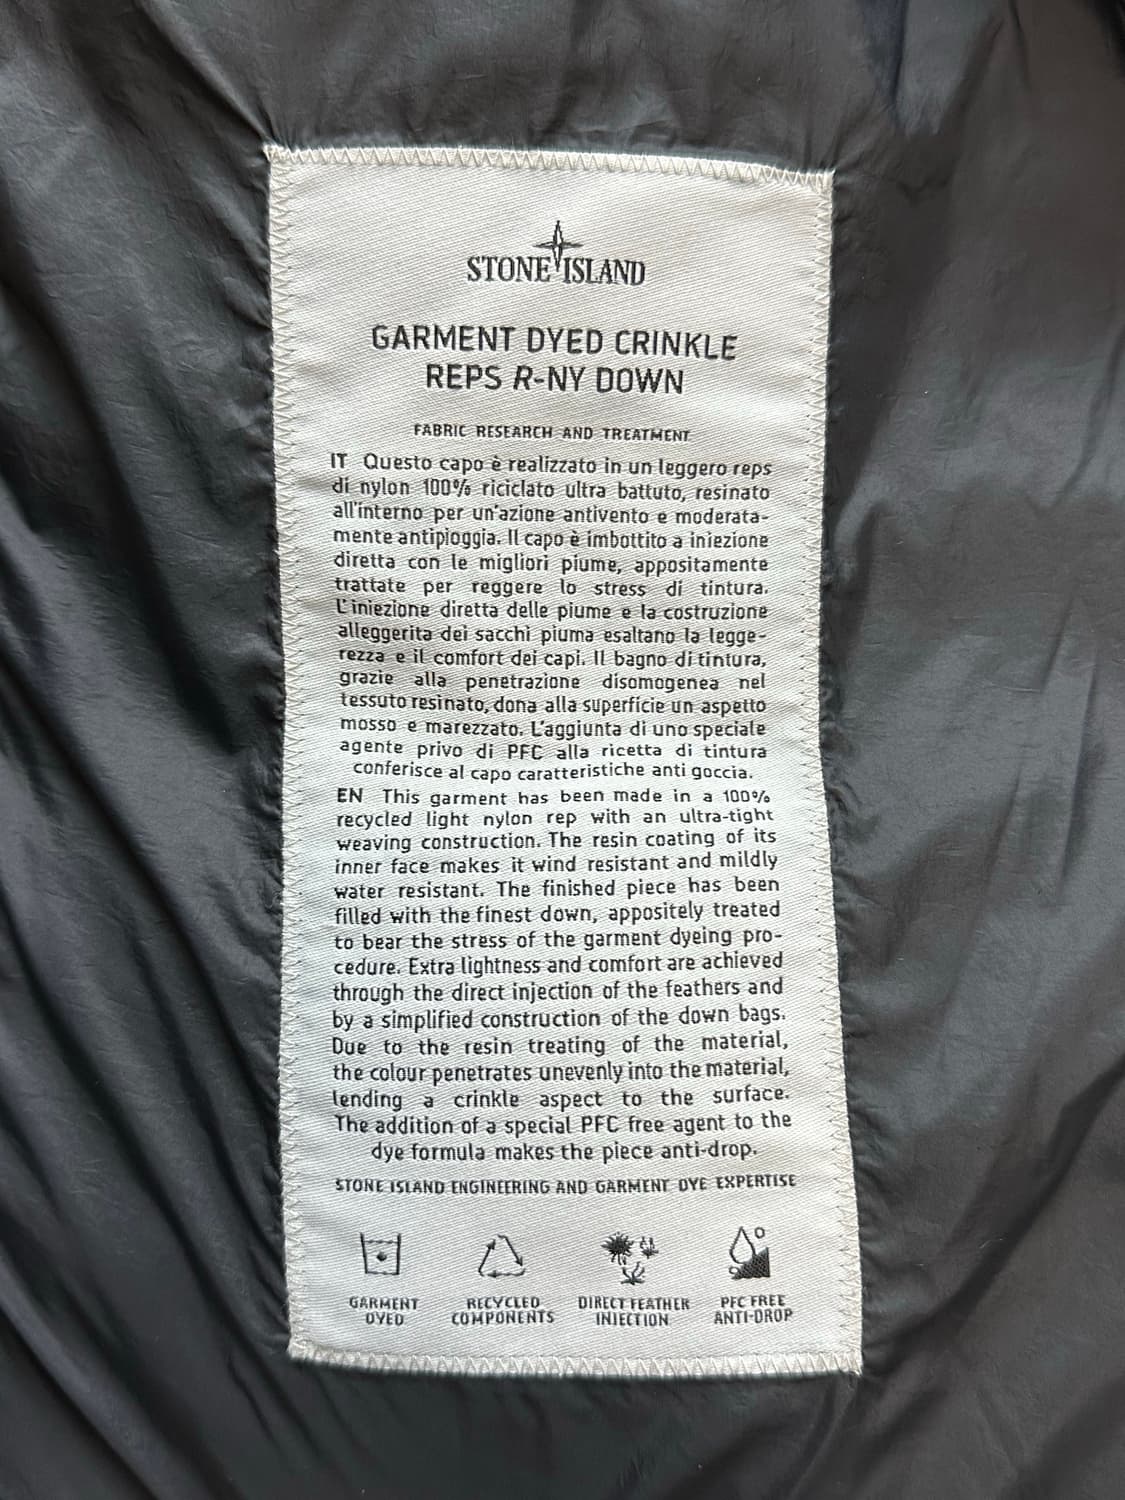 STONE ISLAND
GARMENT DYED CRINKLE
REPS R-NY DOWN
FABRIC RESEARCH AND TREATMENT
IT Questo capo è realizzato in un leggero reps
di nylon 100% riciclato ultra battuto, resinato
all'interno per un'azione antivento e moderata-
mente antipioggia. Il capo è imbottito a iniezione
diretta con le migliori piume, appositamente
trattate per reggere lo stress di tintura.
L'iniezione diretta delle piume e la costruzione
alleggerita dei sacchi piuma esaltano la legge-
rezza e il comfort dei capi. Il bagno di tintura,
grazie alla penetrazione disomogenea nel
tessuto resinato, dona alla superficie un aspetto
mosso e marezzato. L'aggiunta di uno speciale
agente privo di PFC alla ricetta di tintura
conferisce al capo caratteristiche anti goccia.
EN This garment has been made in a 100%
recycled light nylon rep with an ultra-tight
weaving construction. The resin coating of its
inner face makes it wind resistant and mildly
water resistant. The finished piece has been
filled with the finest down, appositely treated
to bear the stress of the garment dyeing pro-
cedure. Extra lightness and comfort are achieved
through the direct injection of the feathers and
by a simplified construction of the down bags.
Due to the resin treating of the material,
the colour penetrates unevenly into the material,
lending a crinkle aspect to the surface.
The addition of a special PFC free agent to the
dye formula makes the piece anti-drop.
STONE ISLAND ENGINEERING AND GARMENT DYE EXPERTISE
GARMENT
DYED
RECYCLED
COMPONENTS
DIRECT FEATHER
INJECTION
PFC FREE
ANTI-DROP